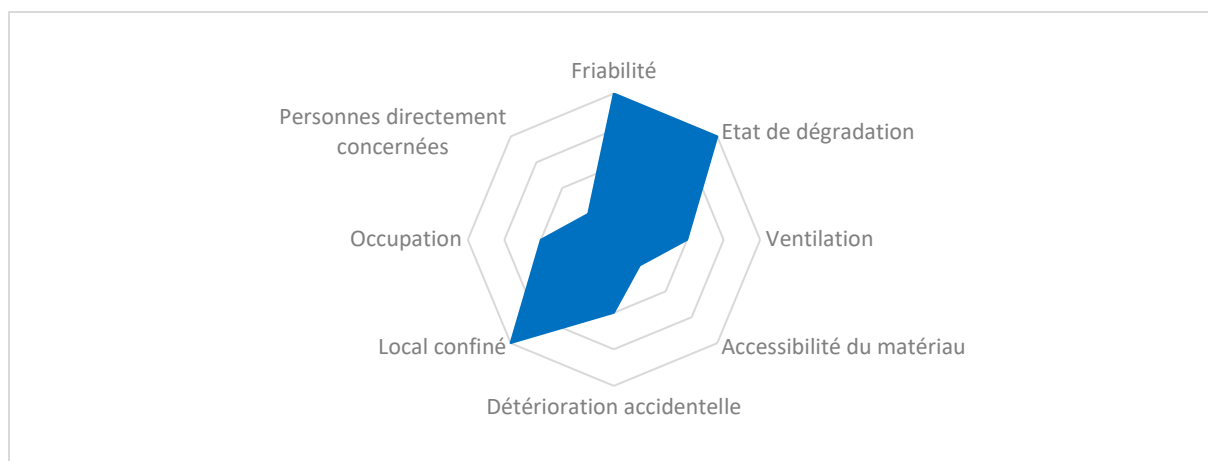 Friabilité
Personnes directement
concernées
Etat de dégradation
Occupation
Ventilation
Local confiné
Accessibilité du matériau
Détérioration accidentelle